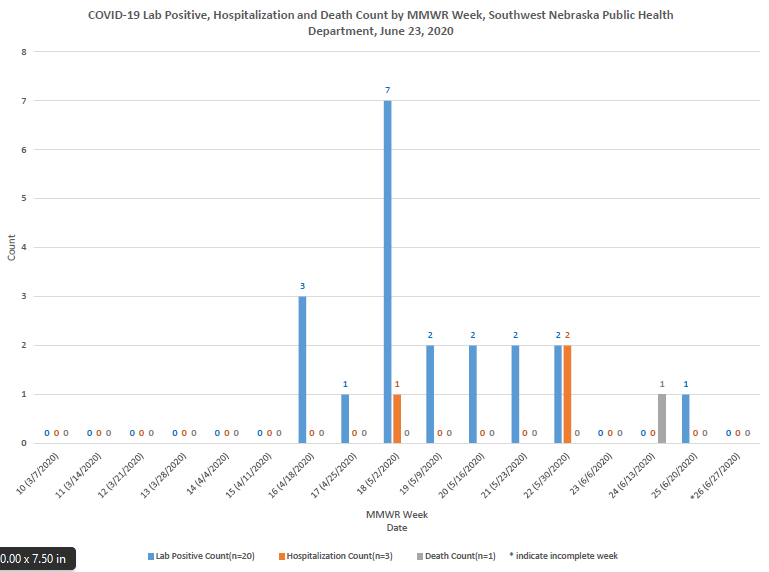 COVID-19 Lab Positive, Hospitalization and Death Count by MMWR Week, Southwest Nebraska Public Health
Department, June 23, 2020
8
7
6
5
4
3
2
1
0
Count
0 0 0
0 0 0
0 0 0
0 0 0
0 0 0
0 0 0
3 0 0
1 0 0
7 1 0
2 0 0
2 0 0
2 0 0
2 2 0
0 0 0
0 0 1
1 0 0
0 0 0
10 (3/7/2020)
11 (3/14/2020)
12 (3/21/2020)
13 (3/28/2020)
14 (4/4/2020)
15 (4/11/2020)
16 (4/18/2020)
17 (4/25/2020)
18 (5/2/2020)
19 (5/9/2020)
20 (5/16/2020)
21 (5/23/2020)
22 (5/30/2020)
23 (6/6/2020)
24 (6/13/2020)
25 (6/20/2020)
*26 (6/27/2020)
MMWR Week
Date
Lab Positive Count(n=20) Hospitalization Count(n=3) Death Count(n=1) * indicate incomplete week
0.00 x 7.50 in